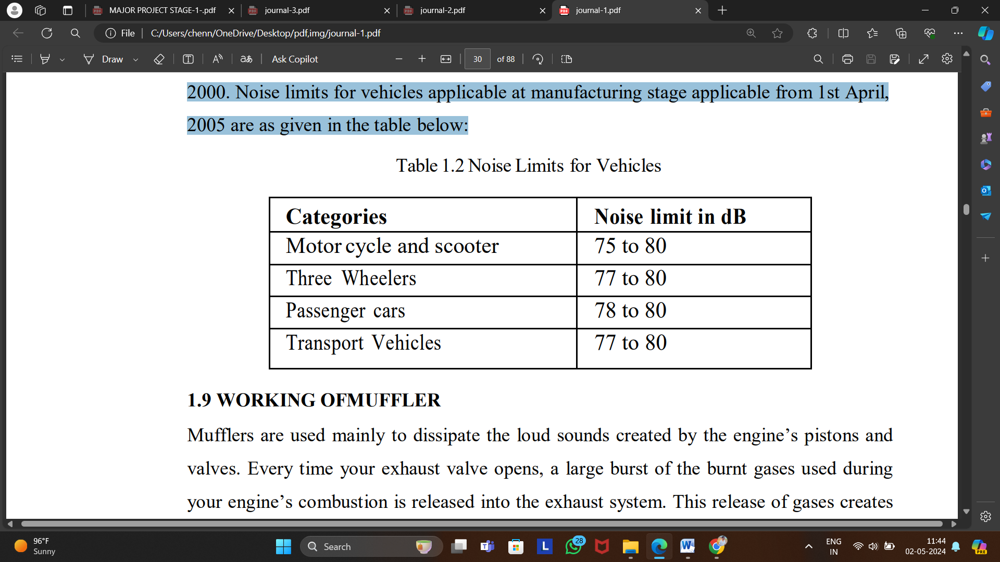 MAJOR PROJECT STAGE-1-.pdf
journal-3.pdf
journal-2.pdf
journal-1.pdf
File C:/Users/chenn/OneDrive/Desktop/pdf,img/journal-1.pdf
Draw aあ Ask Copilot 30 of 88
2000. Noise limits for vehicles applicable at manufacturing stage applicable from 1st April,
2005 are as given in the table below:
Table 1.2 Noise Limits for Vehicles
Categories Noise limit in dB
Motor cycle and scooter 75 to 80
Three Wheelers 77 to 80
Passenger cars 78 to 80
Transport Vehicles 77 to 80
1.9 WORKING OFMUFFLER
Mufflers are used mainly to dissipate the loud sounds created by the engine's pistons and
valves. Every time your exhaust valve opens, a large burst of the burnt gases used during
your engine's combustion is released into the exhaust system. This release of gases creates
96°F
Sunny
Search
28
ENG
IN
11:44
02-05-2024
PRE